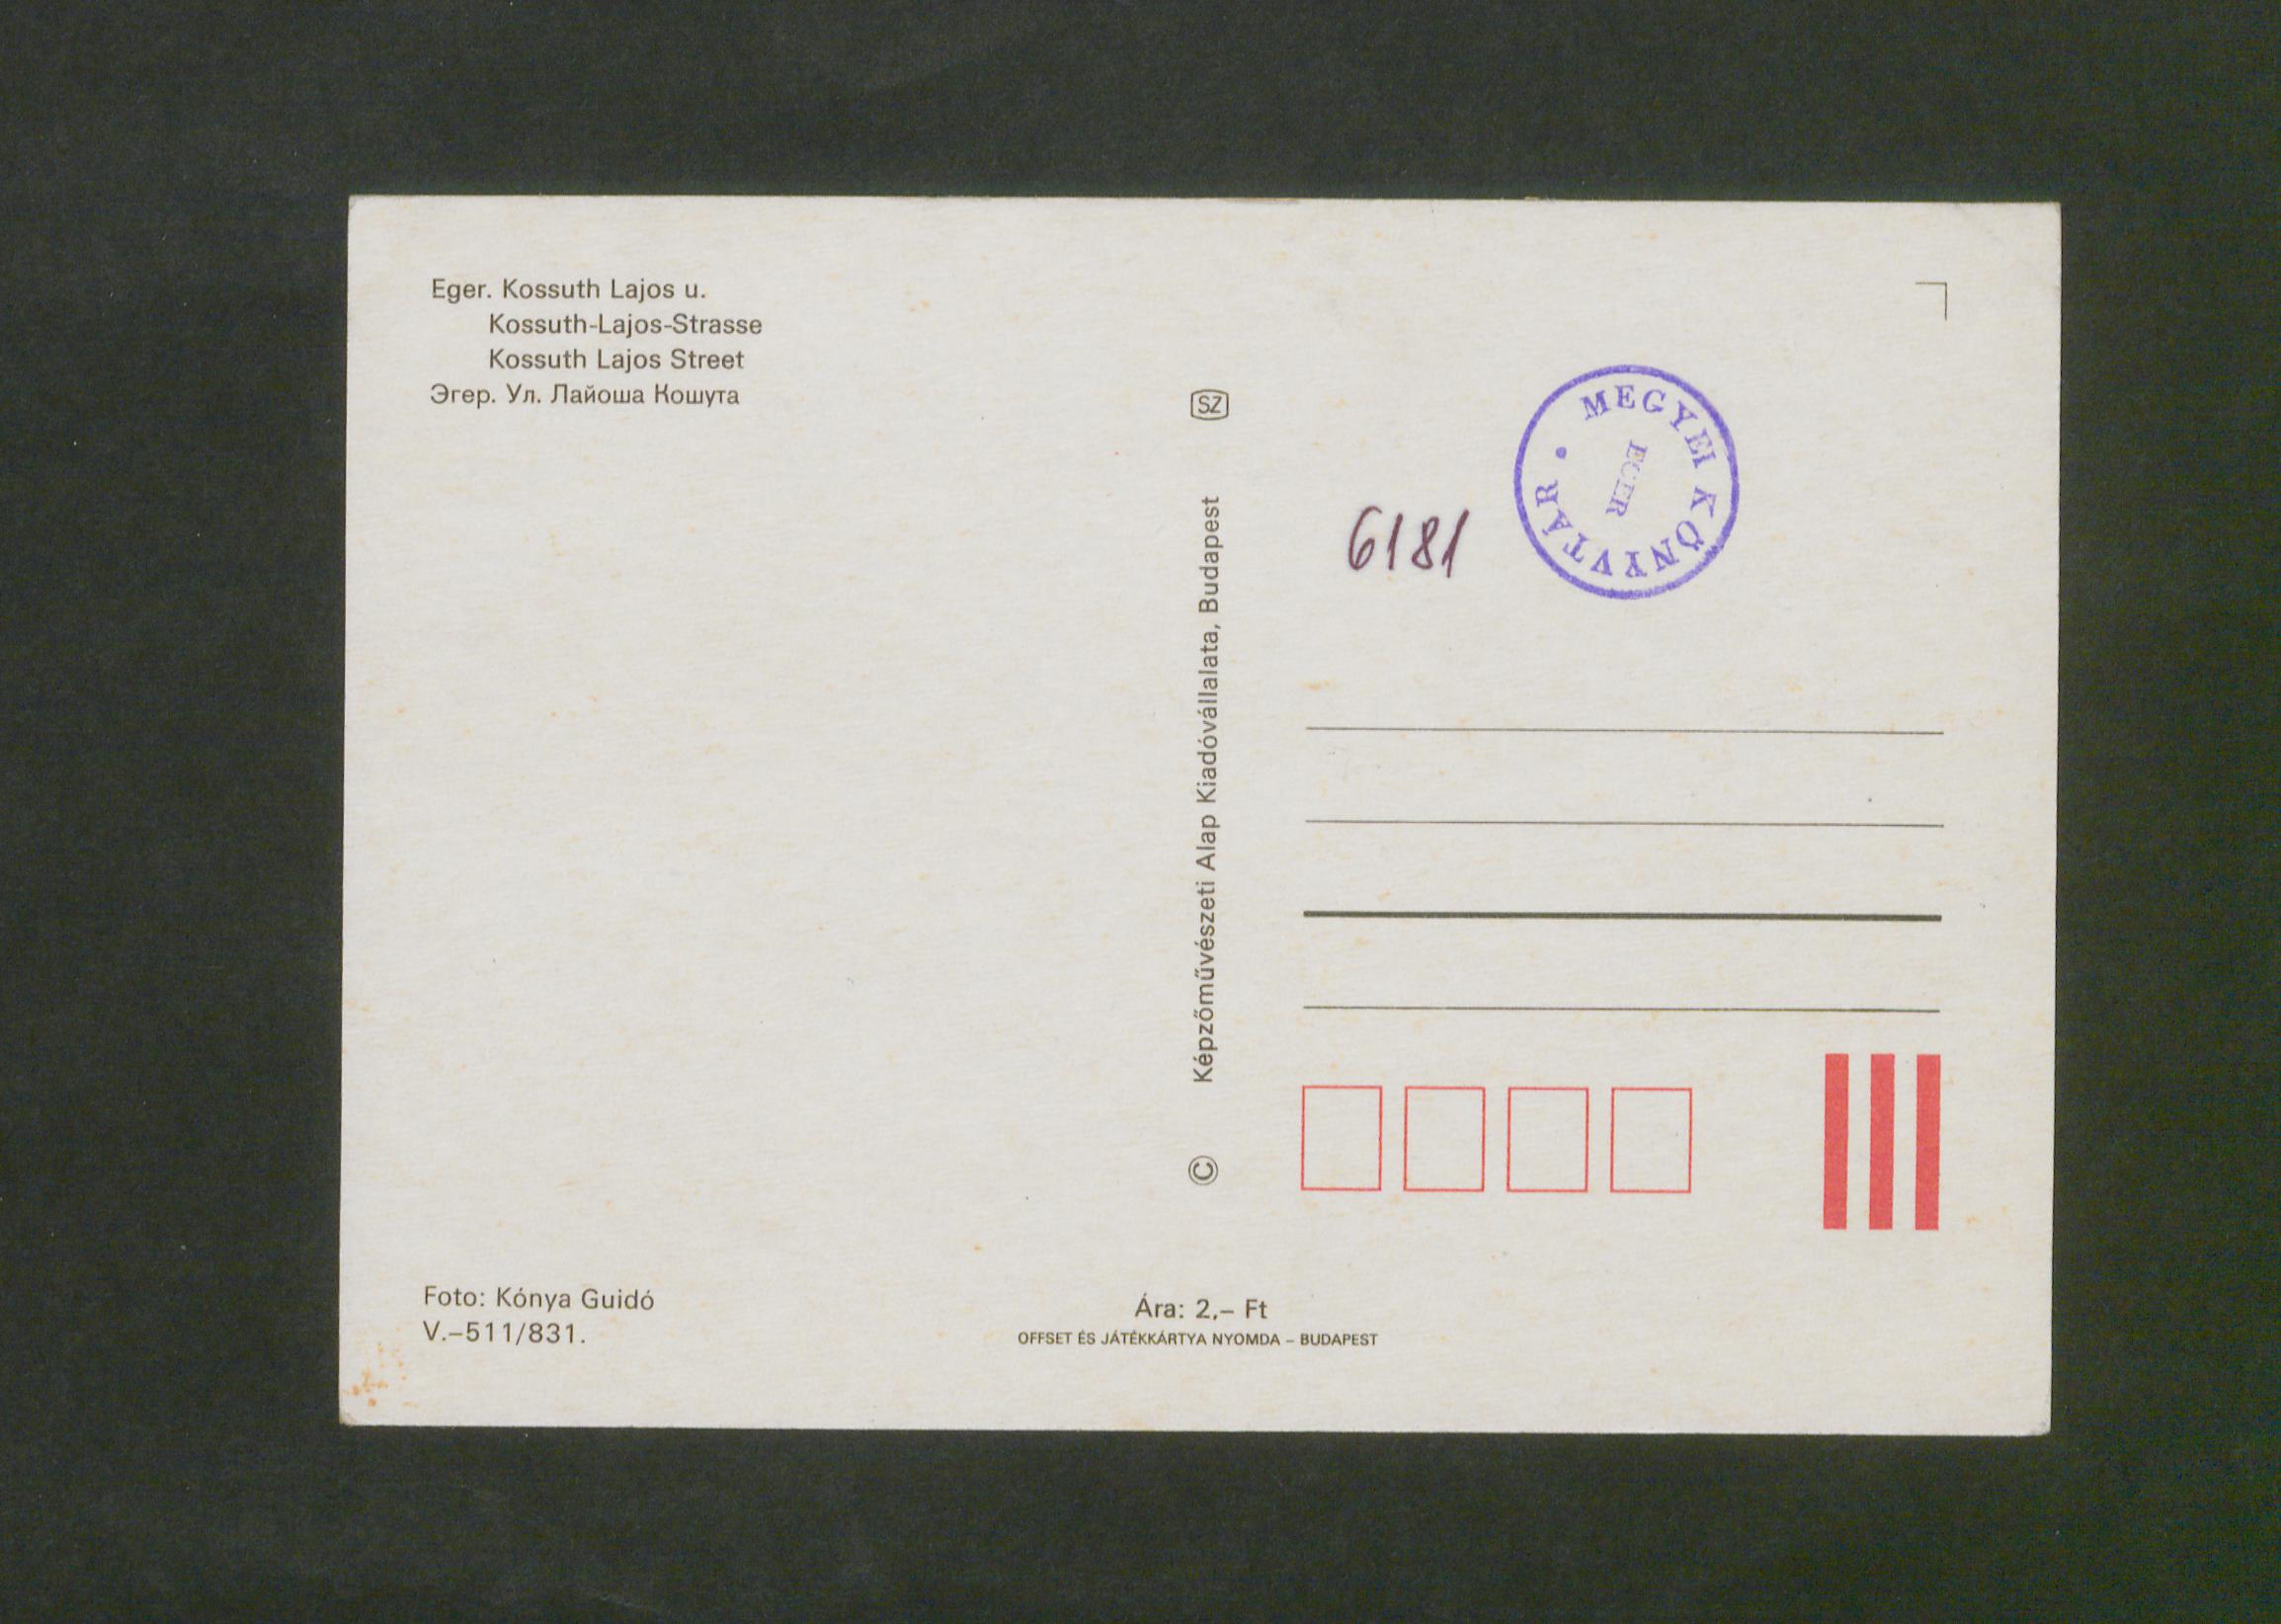 Eger. Kossuth Lajos u.
Kossuth-Lajos-Strasse
Kossuth Lajos Street
Эгер. Ул. Лайоша Кошута
SZ
Képzőművészeti Alap Kiadóvállalata, Budapest
©
6181
MEGYEI KÖNYVTÁR •
EGER
Foto: Kónya Guidó
V.–511/831.
Ára: 2,– Ft
OFFSET ÉS JÁTÉKKÁRTYA NYOMDA – BUDAPEST